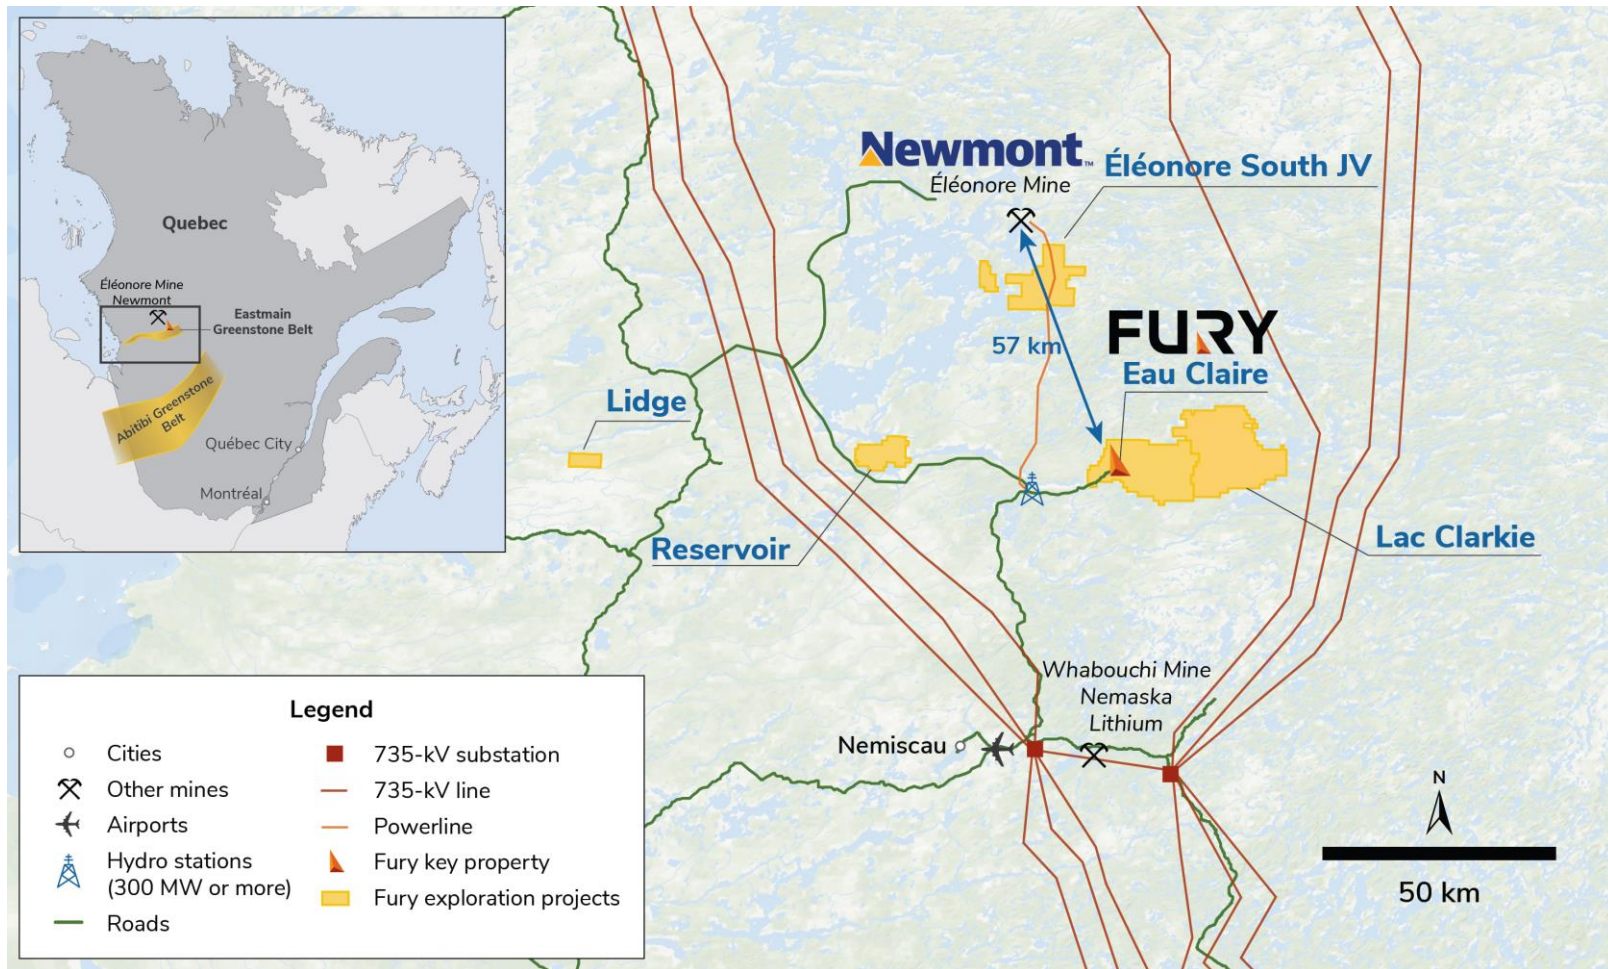 Quebec
Éléonore Mine
Newmont
Eastmain
Greenstone Belt
Abitibi Greenstone
Belt
Québec City
Montréal
Newmont™
Éléonore Mine
Éléonore South JV
57 km
FURY
Eau Claire
Lidge
Reservoir
Lac Clarkie
Whabouchi Mine
Nemaska
Lithium
Nemiscau
Legend
Cities
Other mines
Airports
Hydro stations
(300 MW or more)
Roads
735-kV substation
735-kV line
Powerline
Fury key property
Fury exploration projects
N
50 km